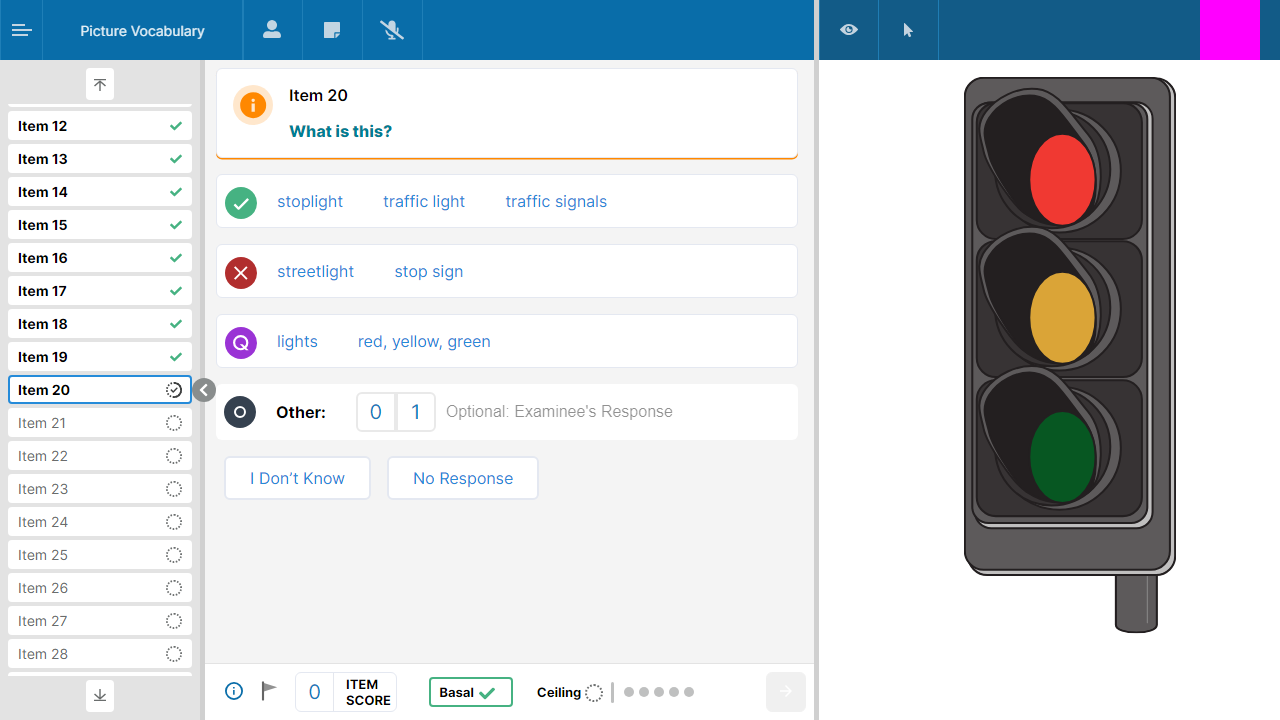 Picture Vocabulary
Item 12
Item 13
Item 14
Item 15
Item 16
Item 17
Item 18
Item 19
Item 20
Item 21
Item 22
Item 23
Item 24
Item 25
Item 26
Item 27
Item 28
Item 20
What is this?
stoplight traffic light traffic signals
streetlight stop sign
Q lights red, yellow, green
Other: 0 1 Optional: Examinee's Response
I Don’t Know No Response
0 ITEM SCORE Basal Ceiling